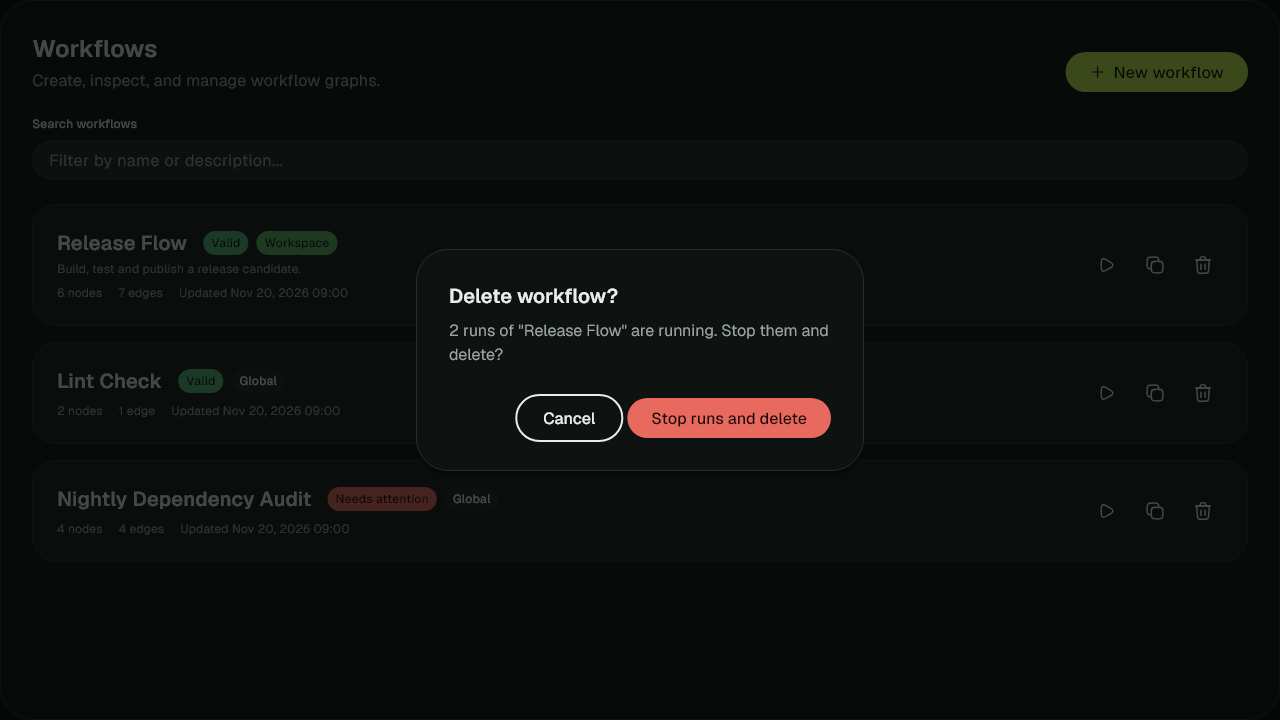 Workflows
Create, inspect, and manage workflow graphs.
New workflow
Search workflows
Filter by name or description...
Release Flow Valid Workspace
Build, test and publish a release candidate.
6 nodes 7 edges Updated Nov 20, 2026 09:00
Delete workflow?
2 runs of "Release Flow" are running. Stop them and
delete?
Cancel Stop runs and delete
Lint Check Valid Global
2 nodes 1 edge Updated Nov 20, 2026 09:00
Nightly Dependency Audit Needs attention Global
4 nodes 4 edges Updated Nov 20, 2026 09:00